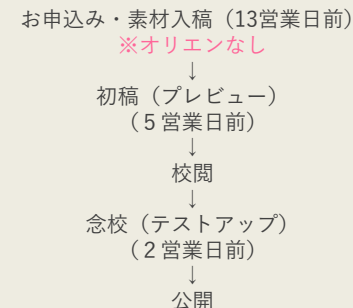 お申込み・素材入稿（13営業日前）
※オリエンなし
↓
初稿（プレビュー）
（５営業日前）
↓
校閲
↓
念校（テストアップ）
（２営業日前）
↓
公開